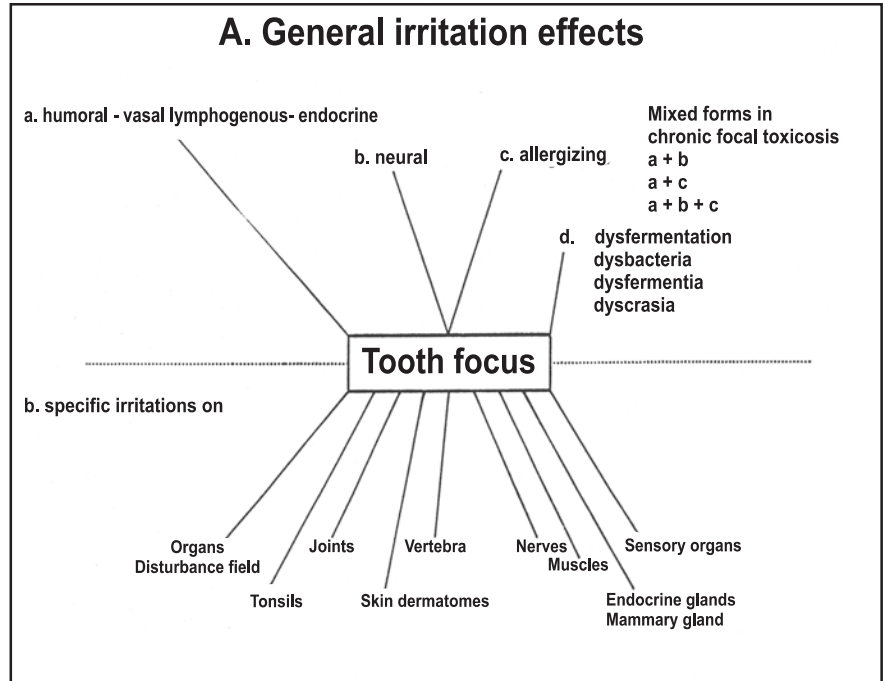 A. General irritation effects
a. humoral - vasal lymphogenous- endocrine
b. neural
c. allergizing
Mixed forms in
chronic focal toxicosis
a + b
a + c
a + b + c
d. dysfermentation
dysbacteria
dysfermentia
dyscrasia
Tooth focus
b. specific irritations on
Organs
Disturbance field
Tonsils
Joints
Skin dermatomes
Vertebra
Nerves
Muscles
Endocrine glands
Mammary gland
Sensory organs